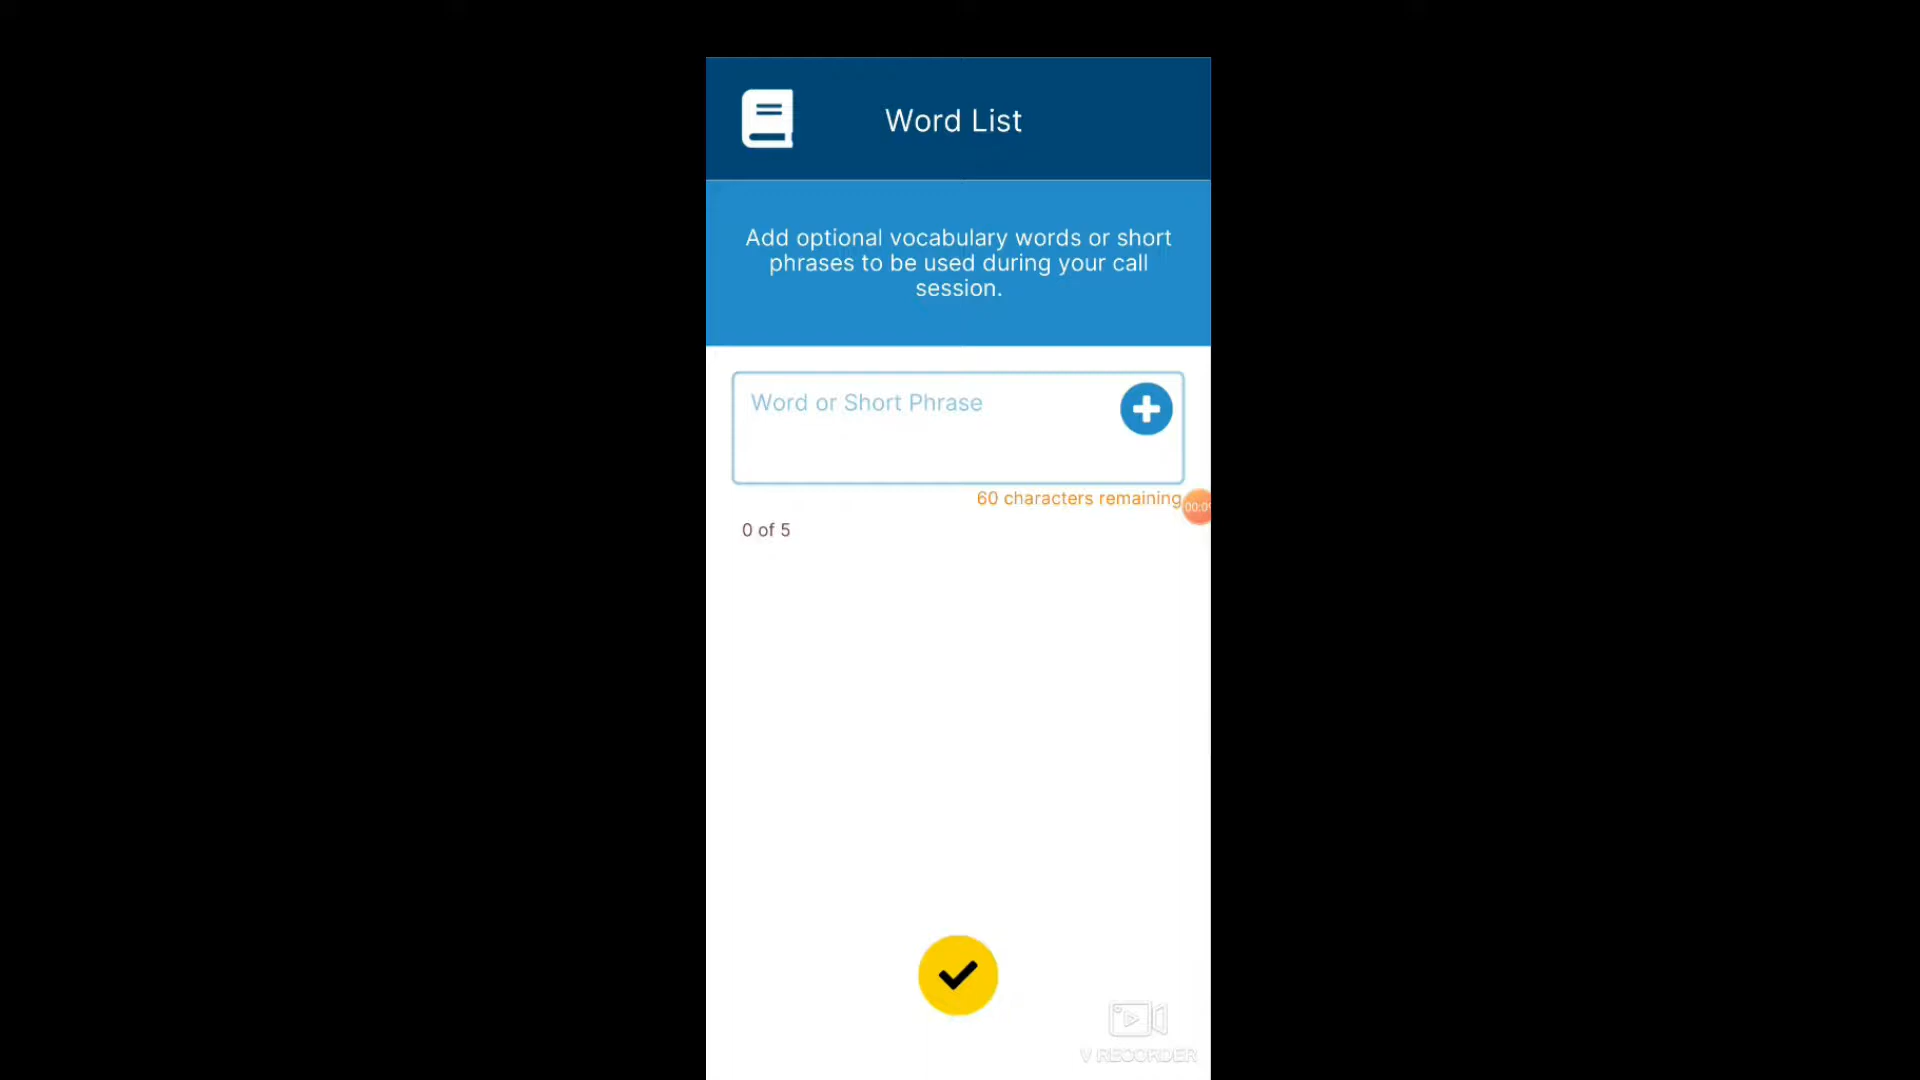 Word List
Add optional vocabulary words or short
phrases to be used during your call
session.
Word or Short Phrase
60 characters remaining
0 of 5
V RECORDER